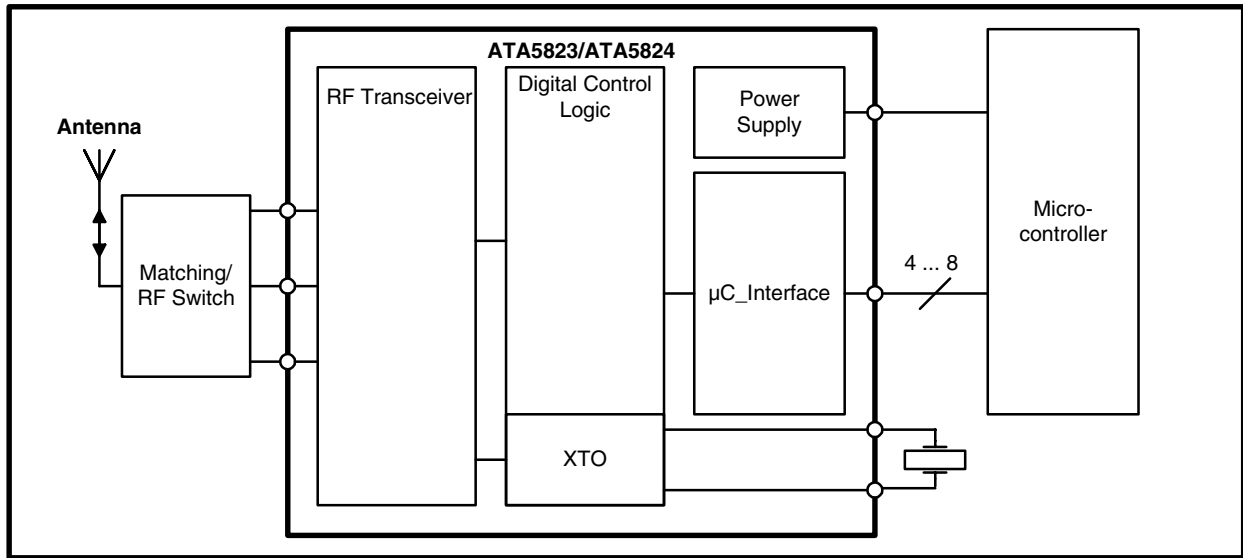 ATA5823/ATA5824
RF Transceiver
Digital Control
Logic
Power
Supply
Antenna
Matching/
RF Switch
µC_Interface
4 ... 8
Micro-
controller
XTO